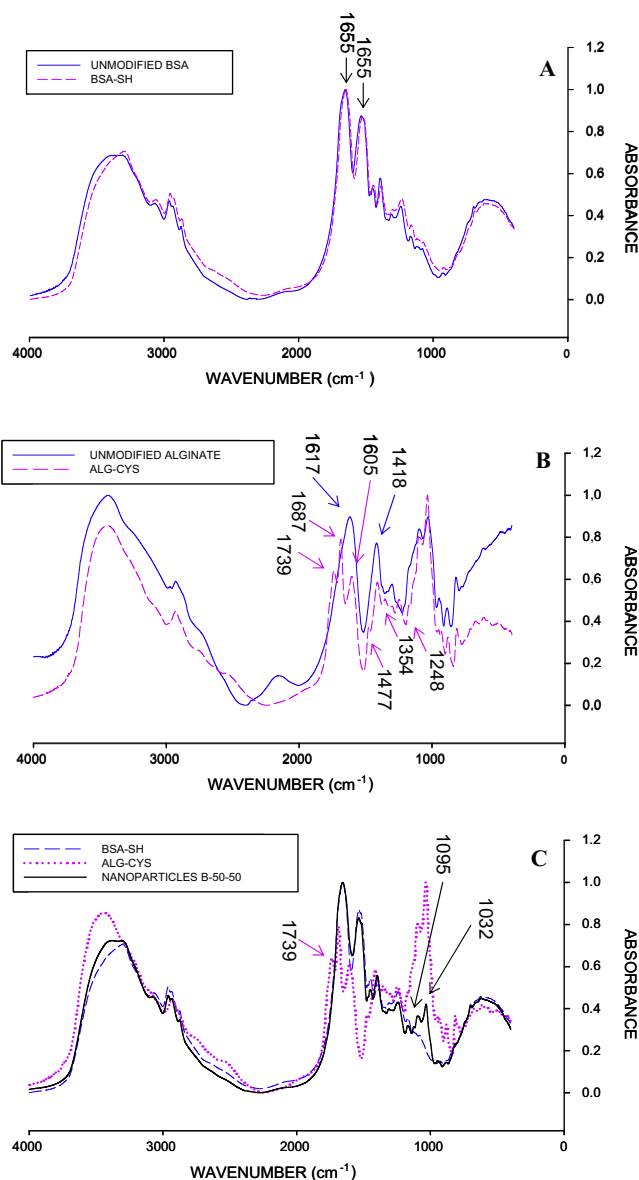 1655
1655
A
UNMODIFIED BSA
BSA-SH
1.2
1.0
0.8
0.6
0.4
0.2
0.0
ABSORBANCE
4000 3000 2000 1000 0
WAVENUMBER (cm-1 )
B
UNMODIFIED ALGINATE
ALG-CYS
1739
1687
1617
1605
1418
1477
1354
1248
1.2
1.0
0.8
0.6
0.4
0.2
0.0
ABSORBANCE
4000 3000 2000 1000 0
WAVENUMBER (cm-1)
C
BSA-SH
ALG-CYS
NANOPARTICLES B-50-50
1739
1095
1032
1.2
1.0
0.8
0.6
0.4
0.2
0.0
ABSORBANCE
4000 3000 2000 1000 0
WAVENUMBER (cm-1)